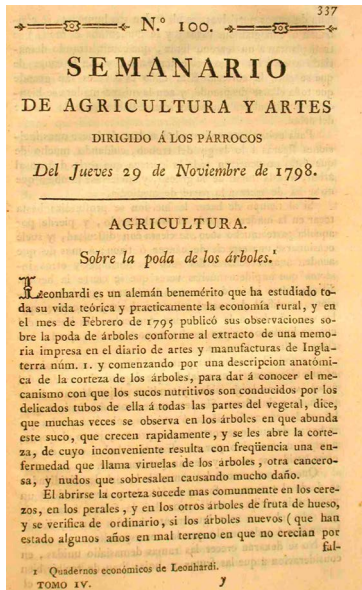 337
N.º 100.
SEMANARIO
DE AGRICULTURA Y ARTES
DIRIGIDO Á LOS PÁRROCOS
Del Jueves 29 de Noviembre de 1798.
AGRICULTURA.
Sobre la poda de los árboles.¹
Leonhardi es un alemán benemérito que ha estudiado to-
da su vida teórica y practicamente la economía rural, y en
el mes de Febrero de 1795 publicó sus observaciones so-
bre la poda de árboles conforme al extracto de una memo-
ria impresa en el diario de artes y manufacturas de Ingla-
terra núm. 1. y comenzando por una descripcion anatómi-
ca de la corteza de los árboles, para dar á conocer el me-
canismo con que los sucos nutritivos son conducidos por los
delicados tubos de ella á todas las partes del vegetal, dice,
que muchas veces se observa en los árboles en que abunda
este suco, que crecen rapidamente, y se les abre la corte-
za, de cuyo inconveniente resulta con freqüencia una en-
fermedad que llama viruelas de los árboles, otra cancero-
sa, y nudos que sobresalen causando mucho daño.
El abrirse la corteza sucede mas comunmente en los cere-
zos, en los perales, y en los otros árboles de fruta de hueso,
y se verifica de ordinario, si los árboles nuevos (que han
estado algunos años en mal terreno en que no crecian por
fal-
1 Quadernos económicos de Leonhardi.
TOMO IV. y